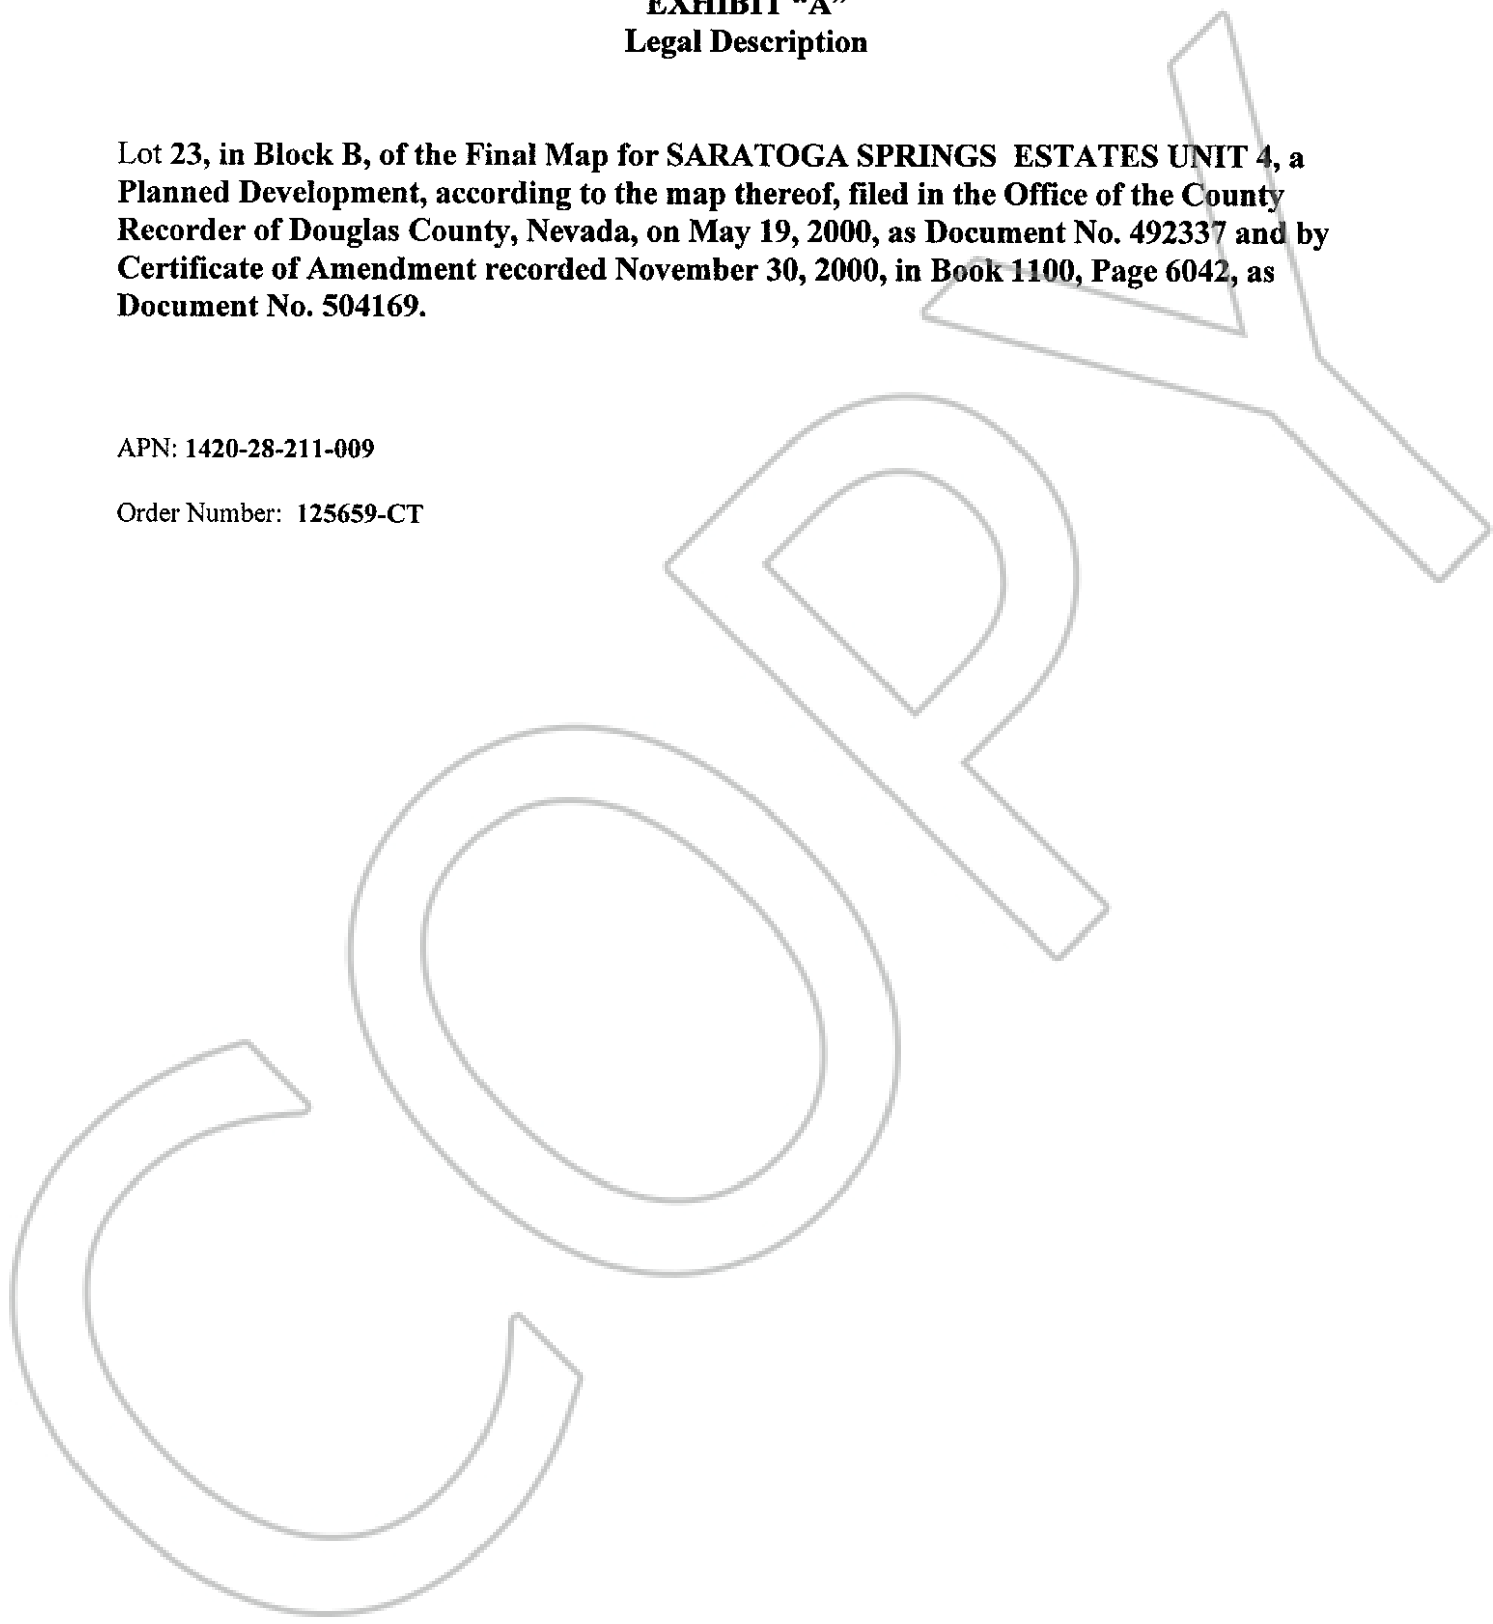 EXHIBIT "A"
Legal Description
Lot 23, in Block B, of the Final Map for SARATOGA SPRINGS ESTATES UNIT 4, a
Planned Development, according to the map thereof, filed in the Office of the County
Recorder of Douglas County, Nevada, on May 19, 2000, as Document No. 492337 and by
Certificate of Amendment recorded November 30, 2000, in Book 1100, Page 6042, as
Document No. 504169.
APN: 1420-28-211-009
Order Number: 125659-CT
COPY